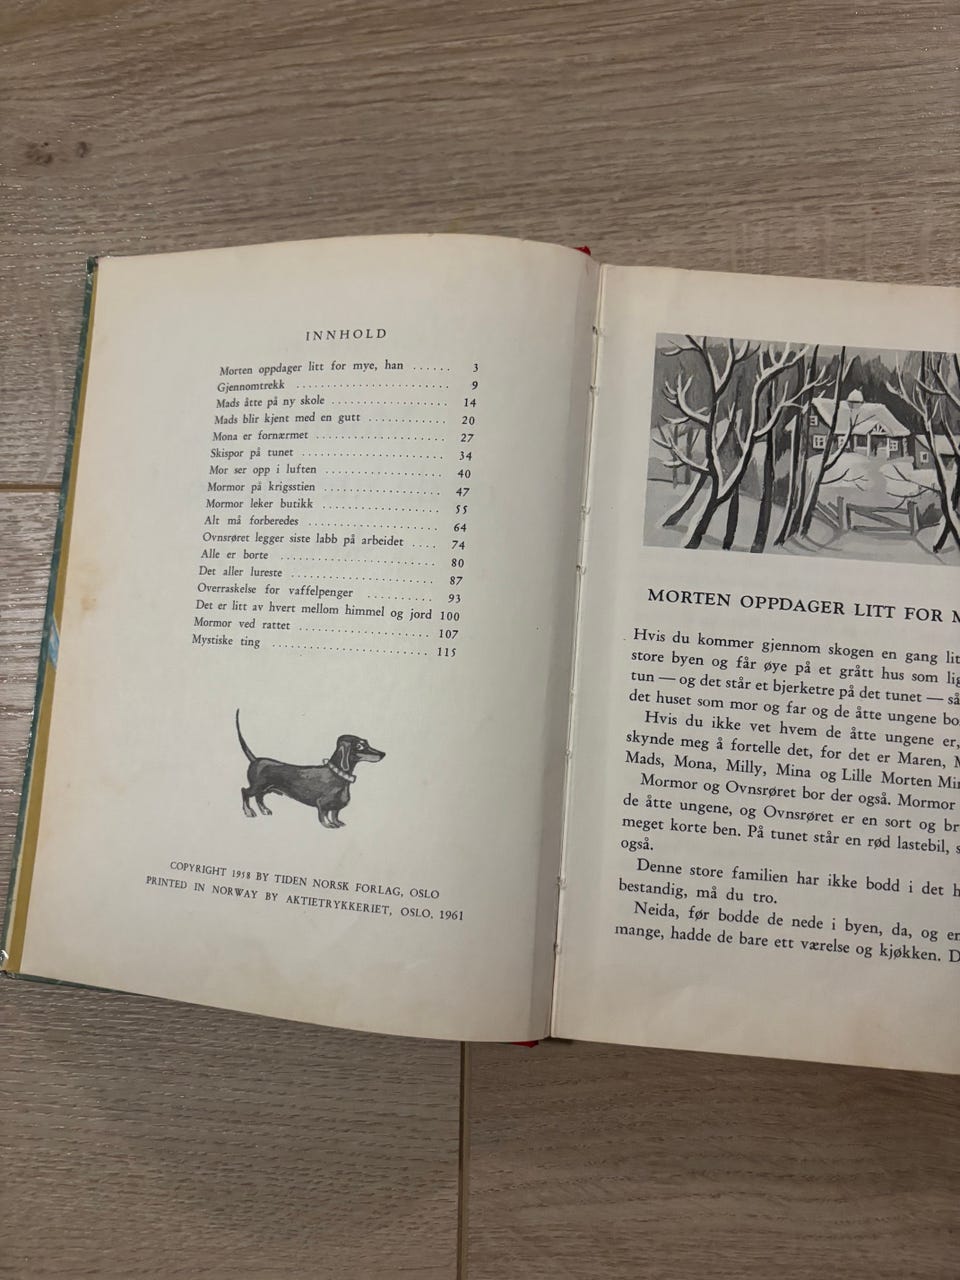 INNHOLD
Morten oppdager litt for mye, han ...... 3
Gjennomtrekk ........................ 9
Mads åtte på ny skole .................. 14
Mads blir kjent med en gutt ............ 20
Mona er fornærmet .................... 27
Skispor på tunet ...................... 34
Mor ser opp i luften .................. 40
Mormor på krigsstien .................. 47
Mormor leker butikk .................. 55
Alt må forberedes .................... 64
Ovnsrøret legger siste labb på arbeidet .... 74
Alle er borte ........................ 80
Det aller lureste ...................... 87
Overraskelse for vaffelpenger .......... 93
Det er litt av hvert mellom himmel og jord 100
Mormor ved rattet .................... 107
Mystiske ting ........................ 115
COPYRIGHT 1958 BY TIDEN NORSK FORLAG, OSLO
PRINTED IN NORWAY BY AKTIETRYKKERIET, OSLO, 1961
MORTEN OPPDAGER LITT FOR M
Hvis du kommer gjennom skogen en gang lit
store byen og får øye på et grått hus som lig
tun — og det står et bjerketre på det tunet — så
det huset som mor og far og de åtte ungene bo
Hvis du ikke vet hvem de åtte ungene er,
skynde meg å fortelle det, for det er Maren, M
Mads, Mona, Milly, Mina og Lille Morten Min
Mormor og Ovnsrøret bor der også. Mormor
de åtte ungene, og Ovnsrøret er en sort og br
meget korte ben. På tunet står en rød lastebil, s
også.
Denne store familien har ikke bodd i det h
bestandig, må du tro.
Neida, før bodde de nede i byen, da, og en
mange, hadde de bare ett værelse og kjøkken. D